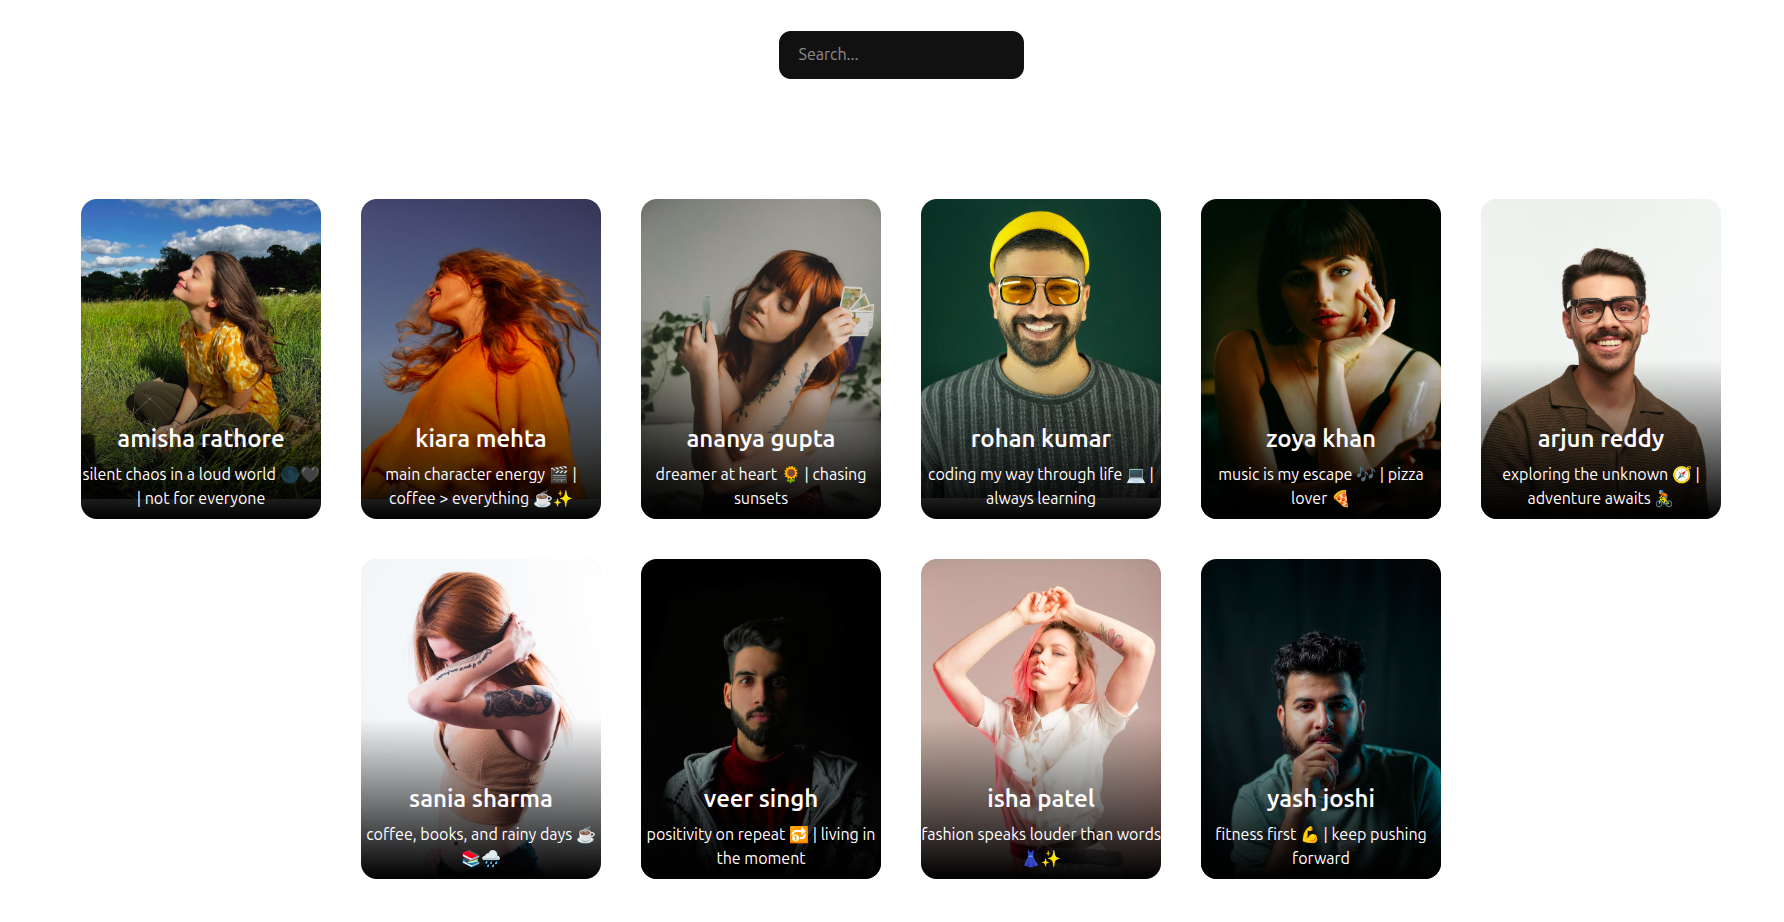 Search...
amisha rathore
silent chaos in a loud world 🌑🖤
| not for everyone
kiara mehta
main character energy 🎬 |
coffee > everything ☕✨
ananya gupta
dreamer at heart 🌻 | chasing
sunsets
rohan kumar
coding my way through life 💻 |
always learning
zoya khan
music is my escape 🎶 | pizza
lover 🍕
arjun reddy
exploring the unknown 🧭 |
adventure awaits 🚴
sania sharma
coffee, books, and rainy days ☕
📚🌧️
veer singh
positivity on repeat 🔁 | living in
the moment
isha patel
fashion speaks louder than words
👗✨
yash joshi
fitness first 💪 | keep pushing
forward